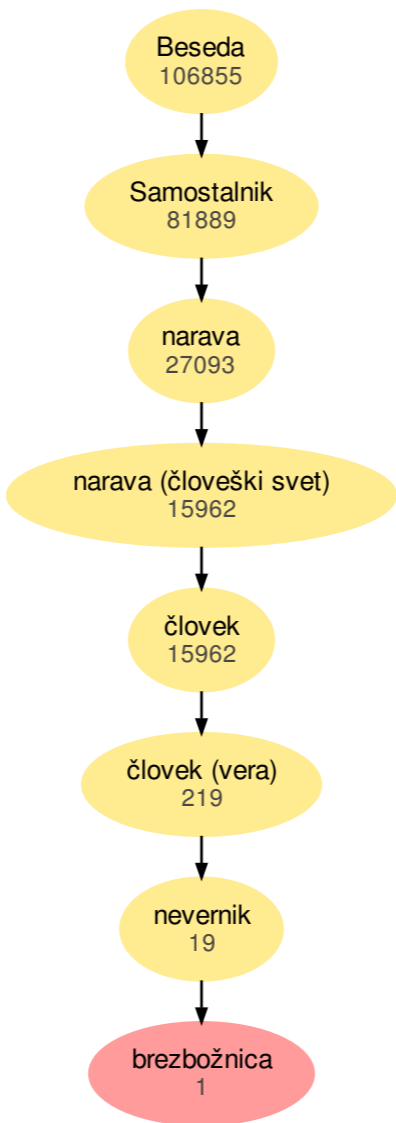 Beseda
106855
Samostalnik
81889
narava
27093
narava (človeški svet)
15962
človek
15962
človek (vera)
219
nevernik
19
brezbožnica
1